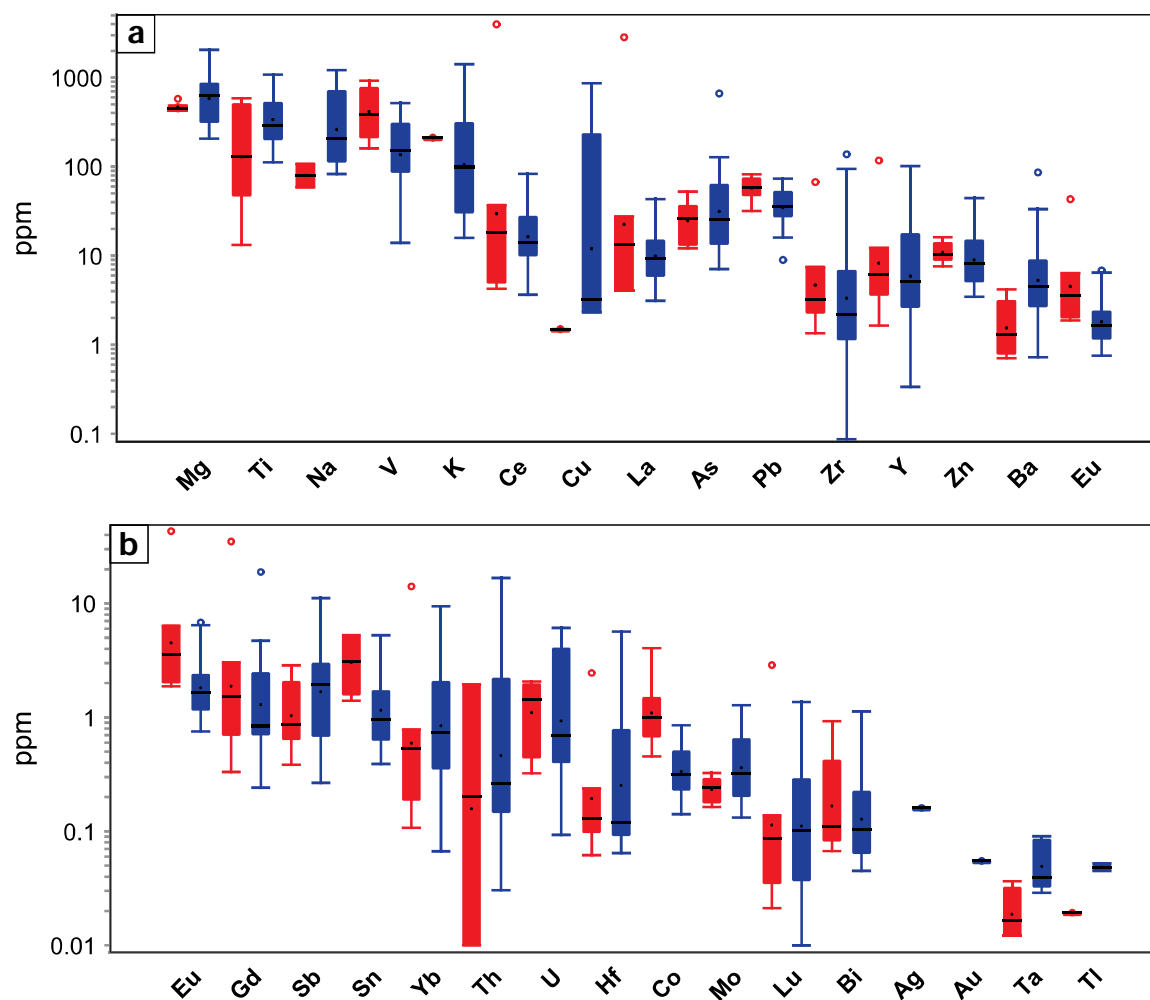 a
ppm
1000
100
10
1
0.1
Mg Ti Na V K Ce Cu La As Pb Zr Y Zn Ba Eu
b
ppm
10
1
0.1
0.01
Eu Gd Sb Sn Yb Th U Hf Co Mo Lu Bi Ag Au Ta Tl